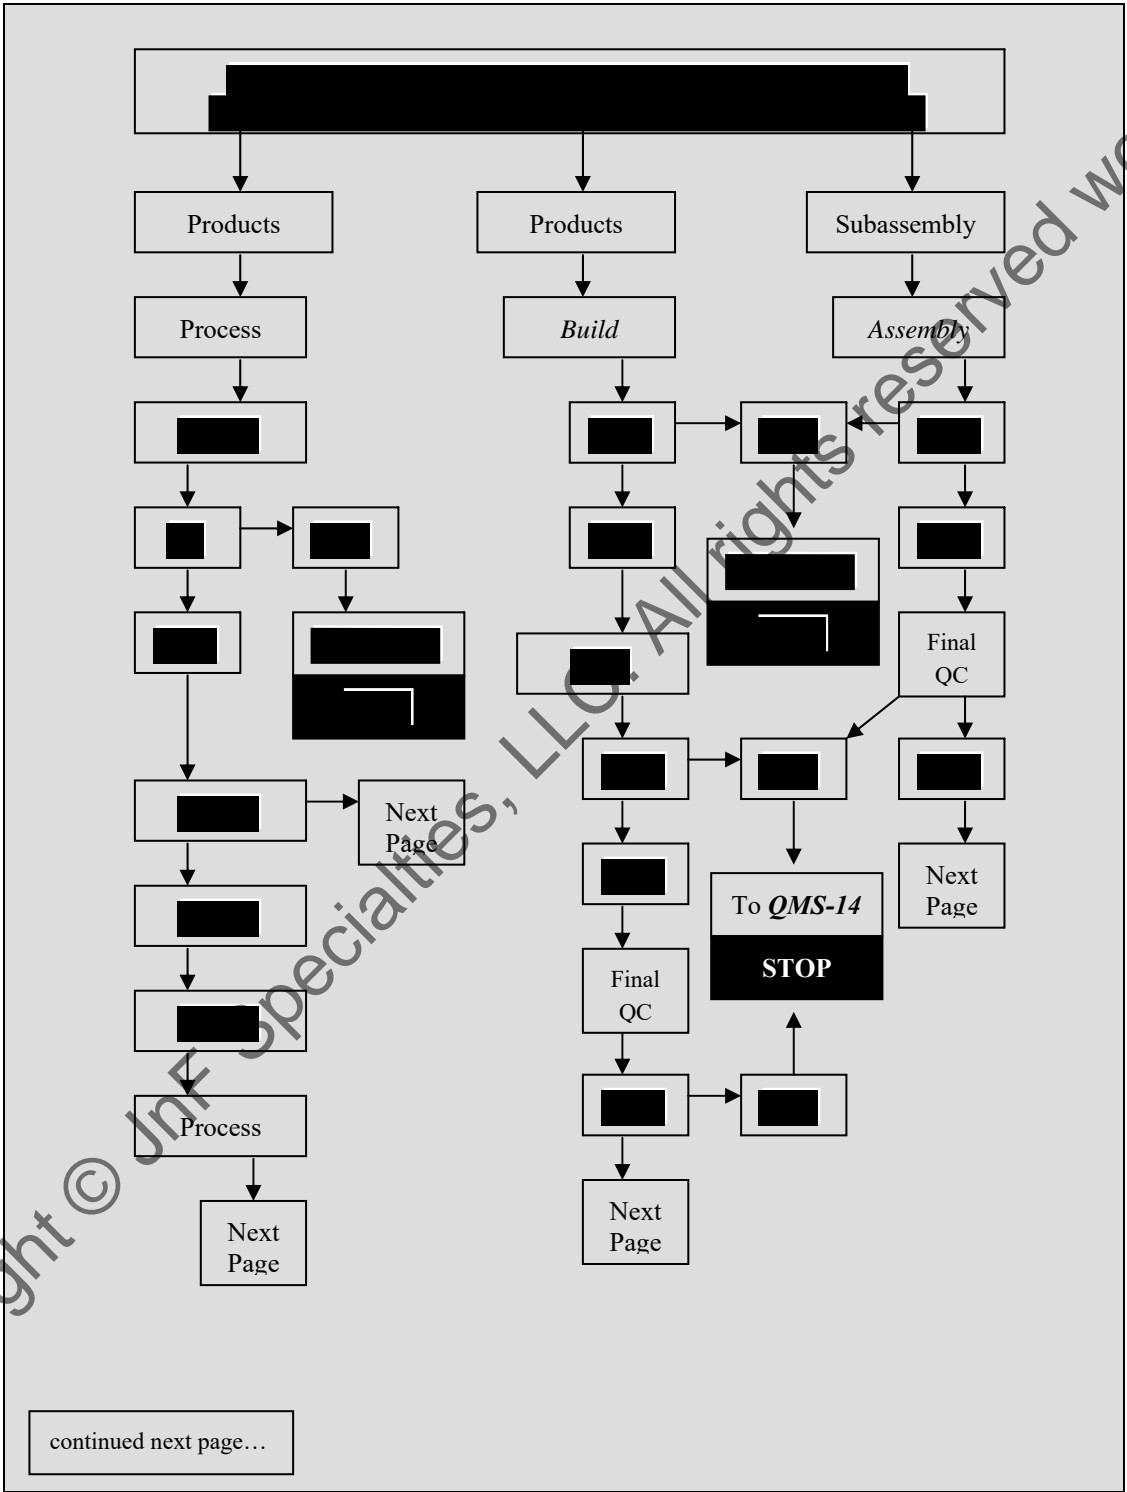 Products
Products
Subassembly
Process
Build
Assembly
Final
QC
Next
Page
Next
Page
To QMS-14
STOP
Final
QC
Process
Next
Page
Next
Page
continued next page…
ght © JnF Specialties, LLC. All rights reserved